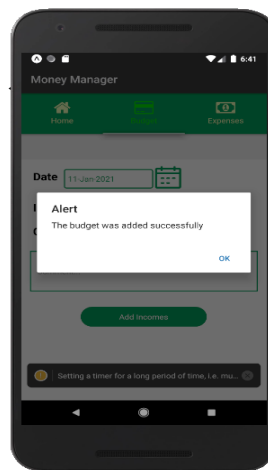 6:41
Money Manager
Home
Budget
Expenses
Date
11-Jan-2021
Alert
The budget was added successfully
OK
Add Incomes
Setting a timer for a long period of time, i.e. mu...